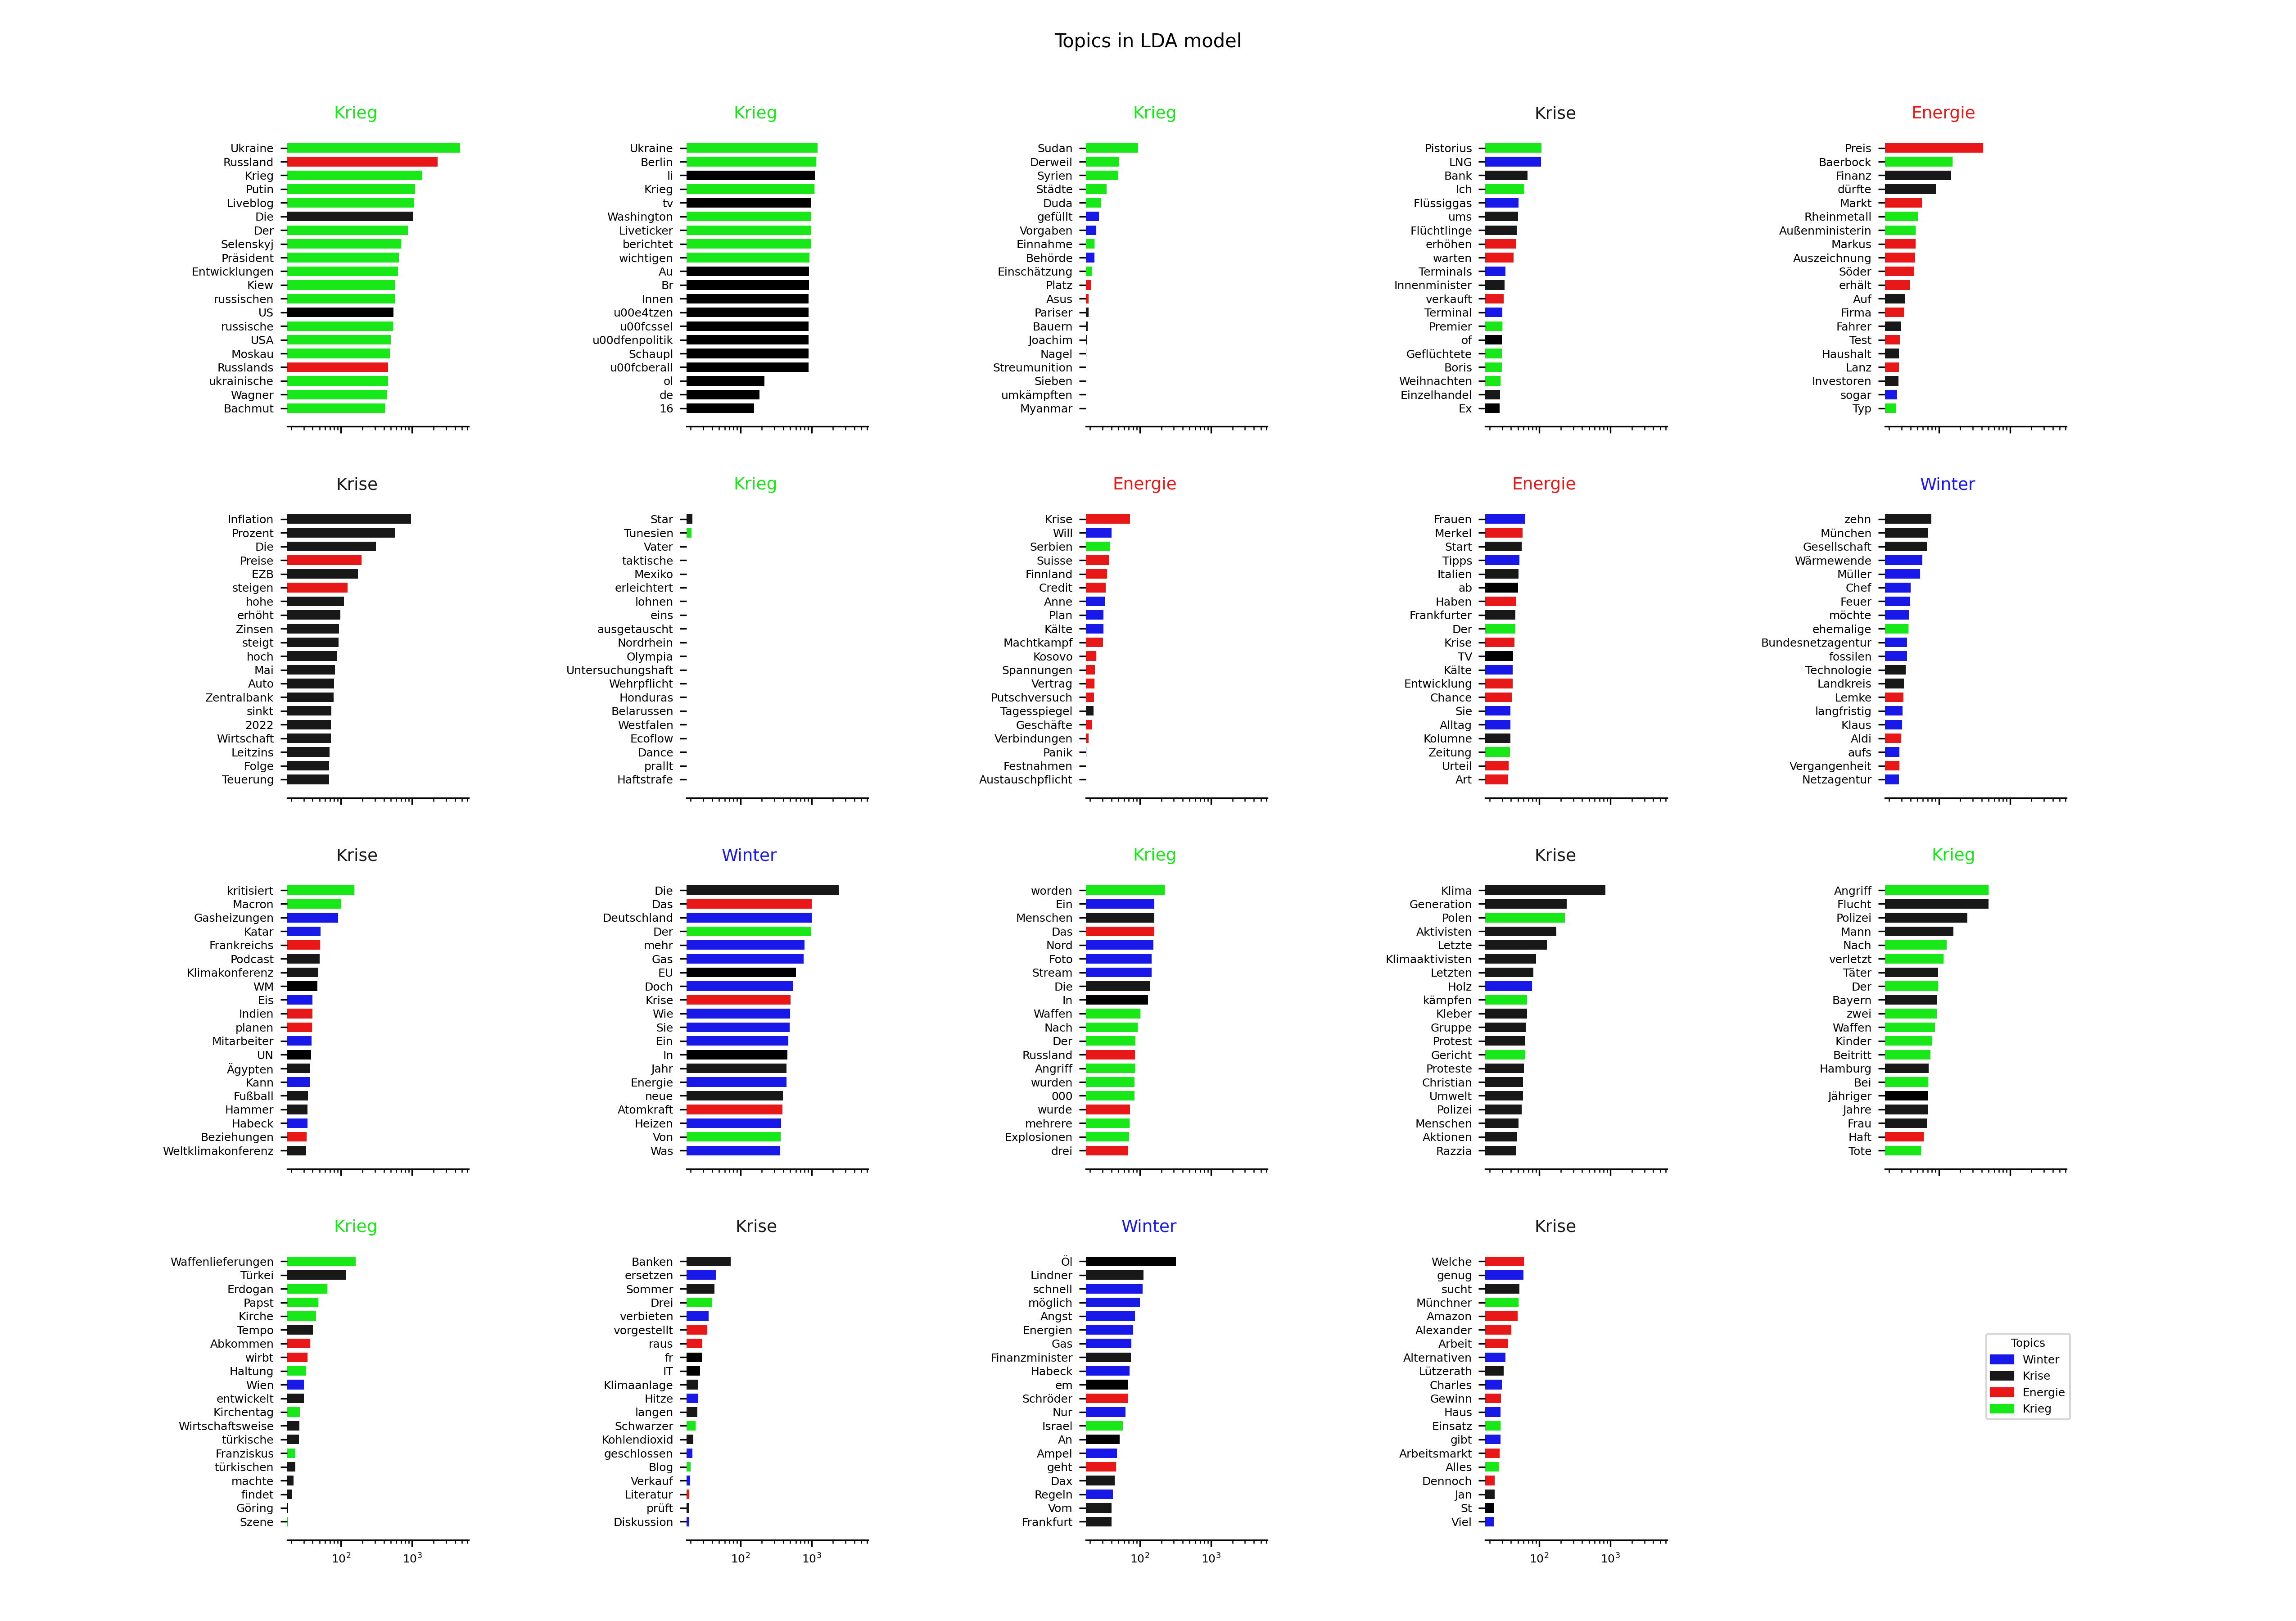 Topics in LDA model
Krieg
Ukraine
Russland
Krieg
Putin
Liveblog
Die
Der
Selenskyj
Präsident
Entwicklungen
Kiew
russischen
US
russische
USA
Moskau
Russlands
ukrainische
Wagner
Bachmut
Krieg
Ukraine
Berlin
li
Krieg
tv
Washington
Liveticker
berichtet
wichtigen
Au
Br
Innen
u00e4tzen
u00fcssel
u00dfenpolitik
Schaupl
u00fcberall
ol
de
16
Krieg
Sudan
Derweil
Syrien
Städte
Duda
gefüllt
Vorgaben
Einnahme
Behörde
Einschätzung
Platz
Asus
Pariser
Bauern
Joachim
Nagel
Streumunition
Sieben
umkämpften
Myanmar
Krise
Pistorius
LNG
Bank
Ich
Flüssiggas
ums
Flüchtlinge
erhöhen
warten
Terminals
Innenminister
verkauft
Terminal
Premier
of
Geflüchtete
Boris
Weihnachten
Einzelhandel
Ex
Energie
Preis
Baerbock
Finanz
dürfte
Markt
Rheinmetall
Außenministerin
Markus
Auszeichnung
Söder
erhält
Auf
Firma
Fahrer
Test
Haushalt
Lanz
Investoren
sogar
Typ
Krise
Inflation
Prozent
Die
Preise
EZB
steigen
hohe
erhöht
Zinsen
steigt
hoch
Mai
Auto
Zentralbank
sinkt
2022
Wirtschaft
Leitzins
Folge
Teuerung
Krieg
Star
Tunesien
Vater
taktische
Mexiko
erleichtert
lohnen
eins
ausgetauscht
Nordrhein
Olympia
Untersuchungshaft
Wehrpflicht
Honduras
Belarussen
Westfalen
Ecoflow
Dance
prallt
Haftstrafe
Energie
Krise
Will
Serbien
Suisse
Finnland
Credit
Anne
Plan
Kälte
Machtkampf
Kosovo
Spannungen
Vertrag
Putschversuch
Tagesspiegel
Geschäfte
Verbindungen
Panik
Festnahmen
Austauschpflicht
Energie
Frauen
Merkel
Start
Tipps
Italien
ab
Haben
Frankfurter
Der
Krise
TV
Kälte
Entwicklung
Chance
Sie
Alltag
Kolumne
Zeitung
Urteil
Art
Winter
zehn
München
Gesellschaft
Wärmewende
Müller
Chef
Feuer
möchte
ehemalige
Bundesnetzagentur
fossilen
Technologie
Landkreis
Lemke
langfristig
Klaus
Aldi
aufs
Vergangenheit
Netzagentur
Krise
kritisiert
Macron
Gasheizungen
Katar
Frankreichs
Podcast
Klimakonferenz
WM
Eis
Indien
planen
Mitarbeiter
UN
Ägypten
Kann
Fußball
Hammer
Habeck
Beziehungen
Weltklimakonferenz
Winter
Die
Das
Deutschland
Der
mehr
Gas
EU
Doch
Krise
Wie
Sie
Ein
In
Jahr
Energie
neue
Atomkraft
Heizen
Von
Was
Krieg
worden
Ein
Menschen
Das
Nord
Foto
Stream
Die
In
Waffen
Nach
Der
Russland
Angriff
wurden
000
wurde
mehrere
Explosionen
drei
Krise
Klima
Generation
Polen
Aktivisten
Letzte
Klimaaktivisten
Letzten
Holz
kämpfen
Kleber
Gruppe
Protest
Gericht
Proteste
Christian
Umwelt
Polizei
Menschen
Aktionen
Razzia
Krieg
Angriff
Flucht
Polizei
Mann
Nach
verletzt
Täter
Der
Bayern
zwei
Waffen
Kinder
Beitritt
Hamburg
Bei
Jähriger
Jahre
Frau
Haft
Tote
Krieg
Waffenlieferungen
Türkei
Erdogan
Papst
Kirche
Tempo
Abkommen
wirbt
Haltung
Wien
entwickelt
Kirchentag
Wirtschaftsweise
türkische
Franziskus
türkischen
machte
findet
Göring
Szene
10² 10³
Krise
Banken
ersetzen
Sommer
Drei
verbieten
vorgestellt
raus
fr
IT
Klimaanlage
Hitze
langen
Schwarzer
Kohlendioxid
geschlossen
Blog
Verkauf
Literatur
prüft
Diskussion
10² 10³
Winter
Öl
Lindner
schnell
möglich
Angst
Energien
Gas
Finanzminister
Habeck
em
Schröder
Nur
Israel
An
Ampel
geht
Dax
Regeln
Vom
Frankfurt
10² 10³
Krise
Welche
genug
sucht
Münchner
Amazon
Alexander
Arbeit
Alternativen
Lützerath
Charles
Gewinn
Haus
Einsatz
gibt
Arbeitsmarkt
Alles
Dennoch
Jan
St
Viel
10² 10³
Topics
Winter
Krise
Energie
Krieg